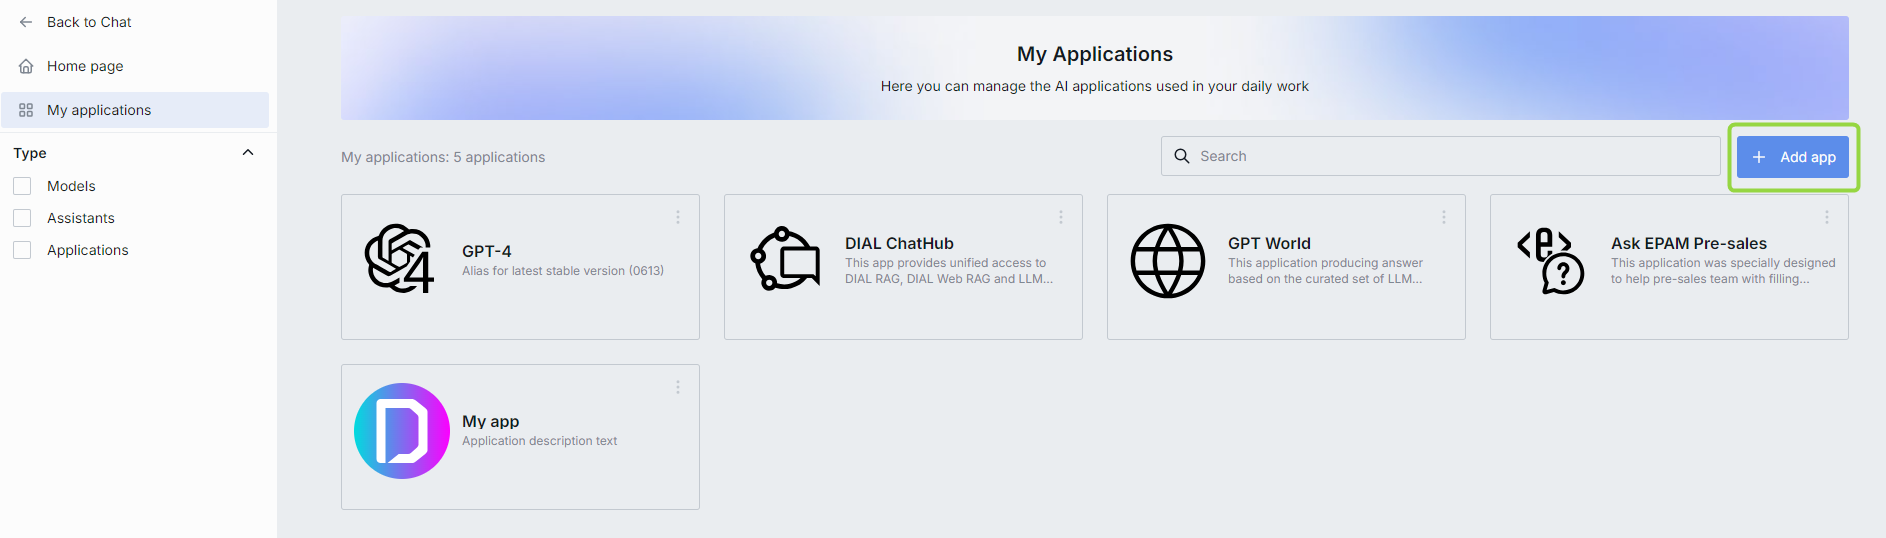 Back to Chat
Home page
My applications
Type
Models
Assistants
Applications
My Applications
Here you can manage the AI applications used in your daily work
My applications: 5 applications
Search
Add app
GPT-4
Alias for latest stable version (0613)
4
DIAL ChatHub
This app provides unified access to
DIAL RAG, DIAL Web RAG and LLM...
GPT World
This application producing answer
based on the curated set of LLM...
<e>
?
Ask EPAM Pre-sales
This application was specially designed
to help pre-sales team with filling...
D
My app
Application description text